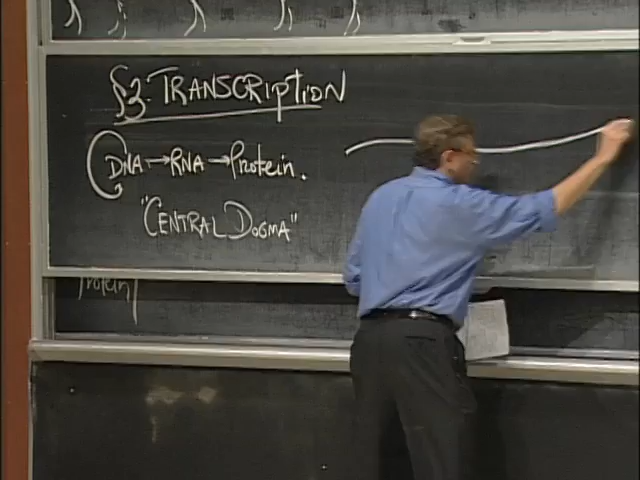 §3. TRANSCRIPTION
DNA → RNA → Protein.
"CENTRAL DOGMA"
Protein